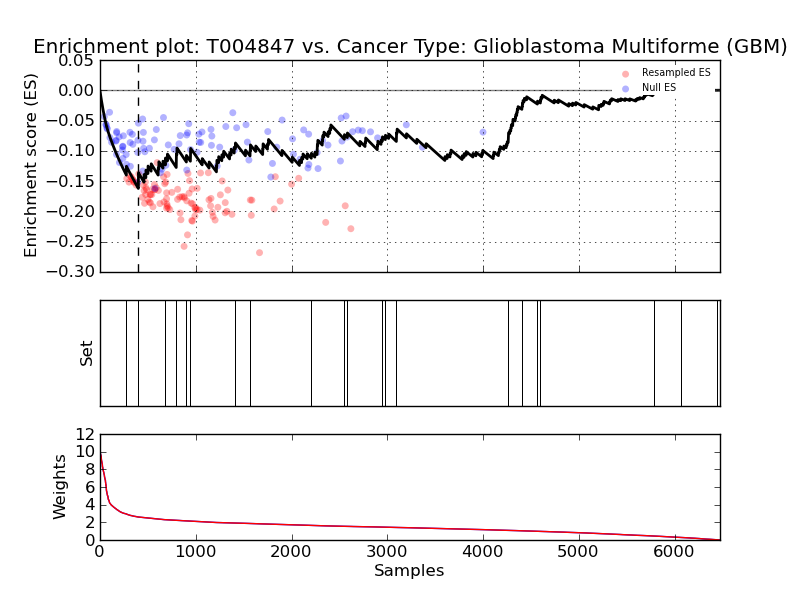 Enrichment plot: T004847 vs. Cancer Type: Glioblastoma Multiforme (GBM)
Enrichment score (ES)
0.05
0.00
−0.05
−0.10
−0.15
−0.20
−0.25
−0.30
Resampled ES
Null ES
Set
Weights
12
10
8
6
4
2
0
0 1000 2000 3000 4000 5000 6000
Samples